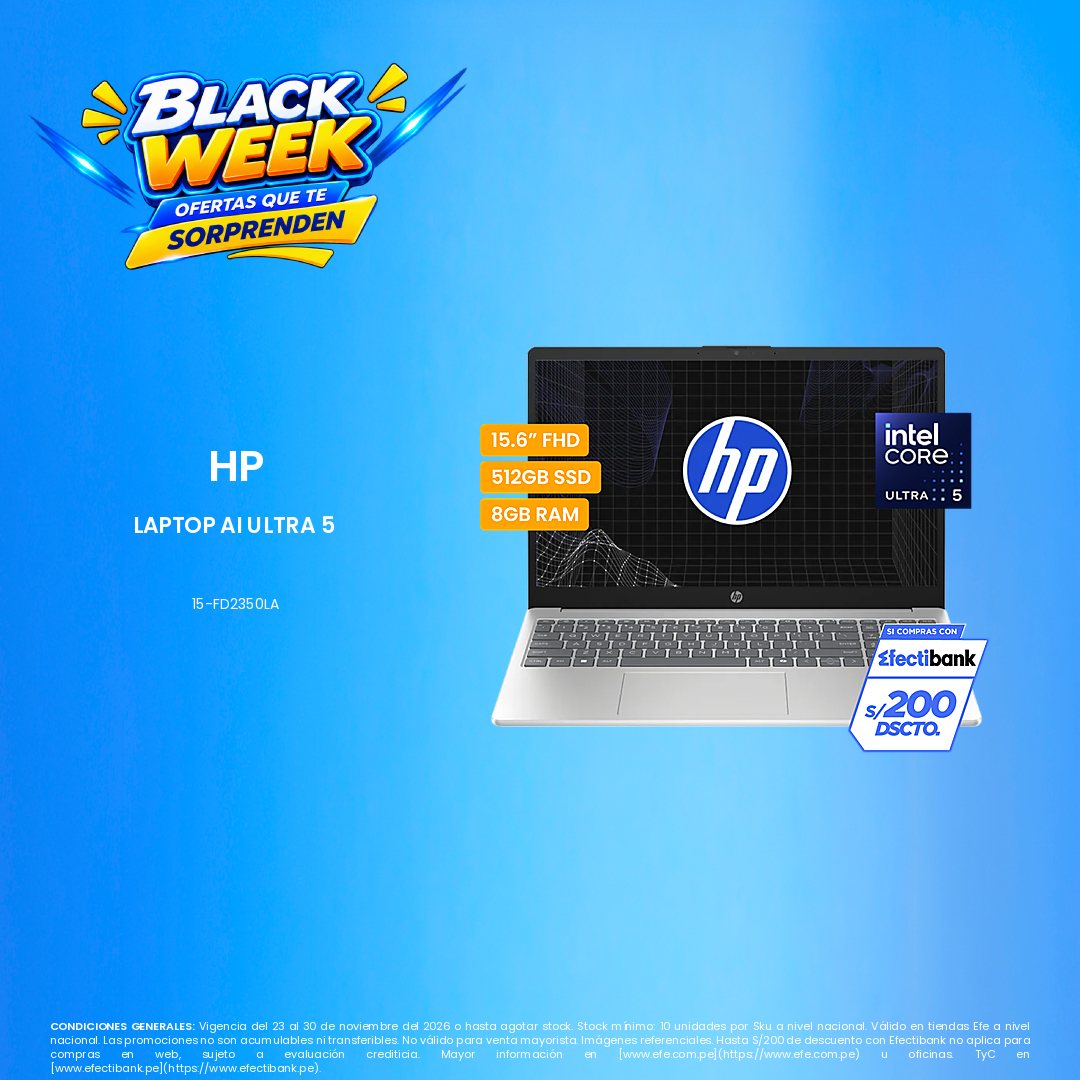 BLACK
WEEK
OFERTAS QUE TE
SORPRENDEN
HP
LAPTOP AI ULTRA 5
15-FD2350LA
15.6” FHD
512GB SSD
8GB RAM
hp
intel
CORE
ULTRA 5
hp
SI COMPRAS CON
Efectibank
S/200
DSCTO.
CONDICIONES GENERALES: Vigencia del 23 al 30 de noviembre del 2026 o hasta agotar stock. Stock mínimo: 10 unidades por Sku a nivel nacional. Válido en tiendas Efe a nivel
nacional. Las promociones no son acumulables ni transferibles. No válido para venta mayorista. Imágenes referenciales. Hasta S/200 de descuento con Efectibank no aplica para
compras en web, sujeto a evaluación crediticia. Mayor información en [www.efe.com.pe](https://www.efe.com.pe) u oficinas. TyC en
[www.efectibank.pe](https://www.efectibank.pe).